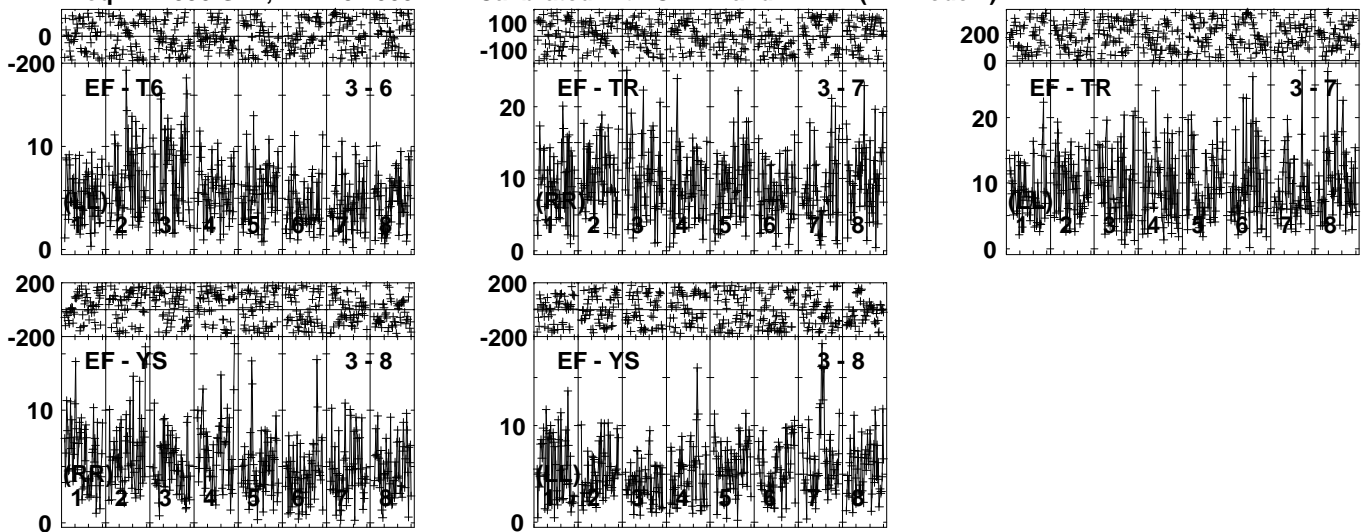 0 100 200
-200 -100 0
EF - T6 3 - 6 EF - TR 3 - 7 EF - TR 3 - 7
20 20
10 10 10
(LL) (RR) (LL)
1 2 3 4 5 6 7 8 1 2 3 4 5 6 7 8 1 2 3 4 5 6 7 8
0 0 0
200 200
-200 -200
EF - YS 3 - 8 EF - YS 3 - 8
10 10
(RR) (LL)
1 2 3 4 5 6 7 8 1 2 3 4 5 6 7 8
0 0